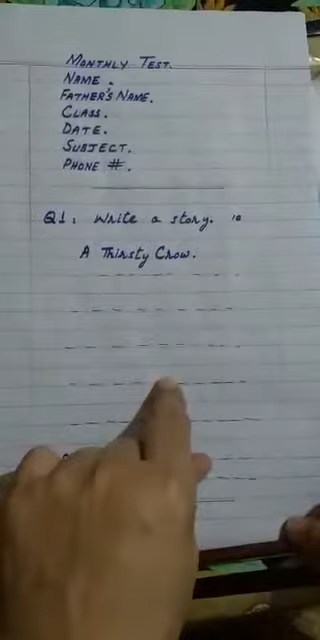 MONTHLY TEST.
NAME .
FATHER'S NAME.
CLASS.
DATE.
SUBJECT.
PHONE #.
Q1: Write a story. 10
A Thirsty Crow.